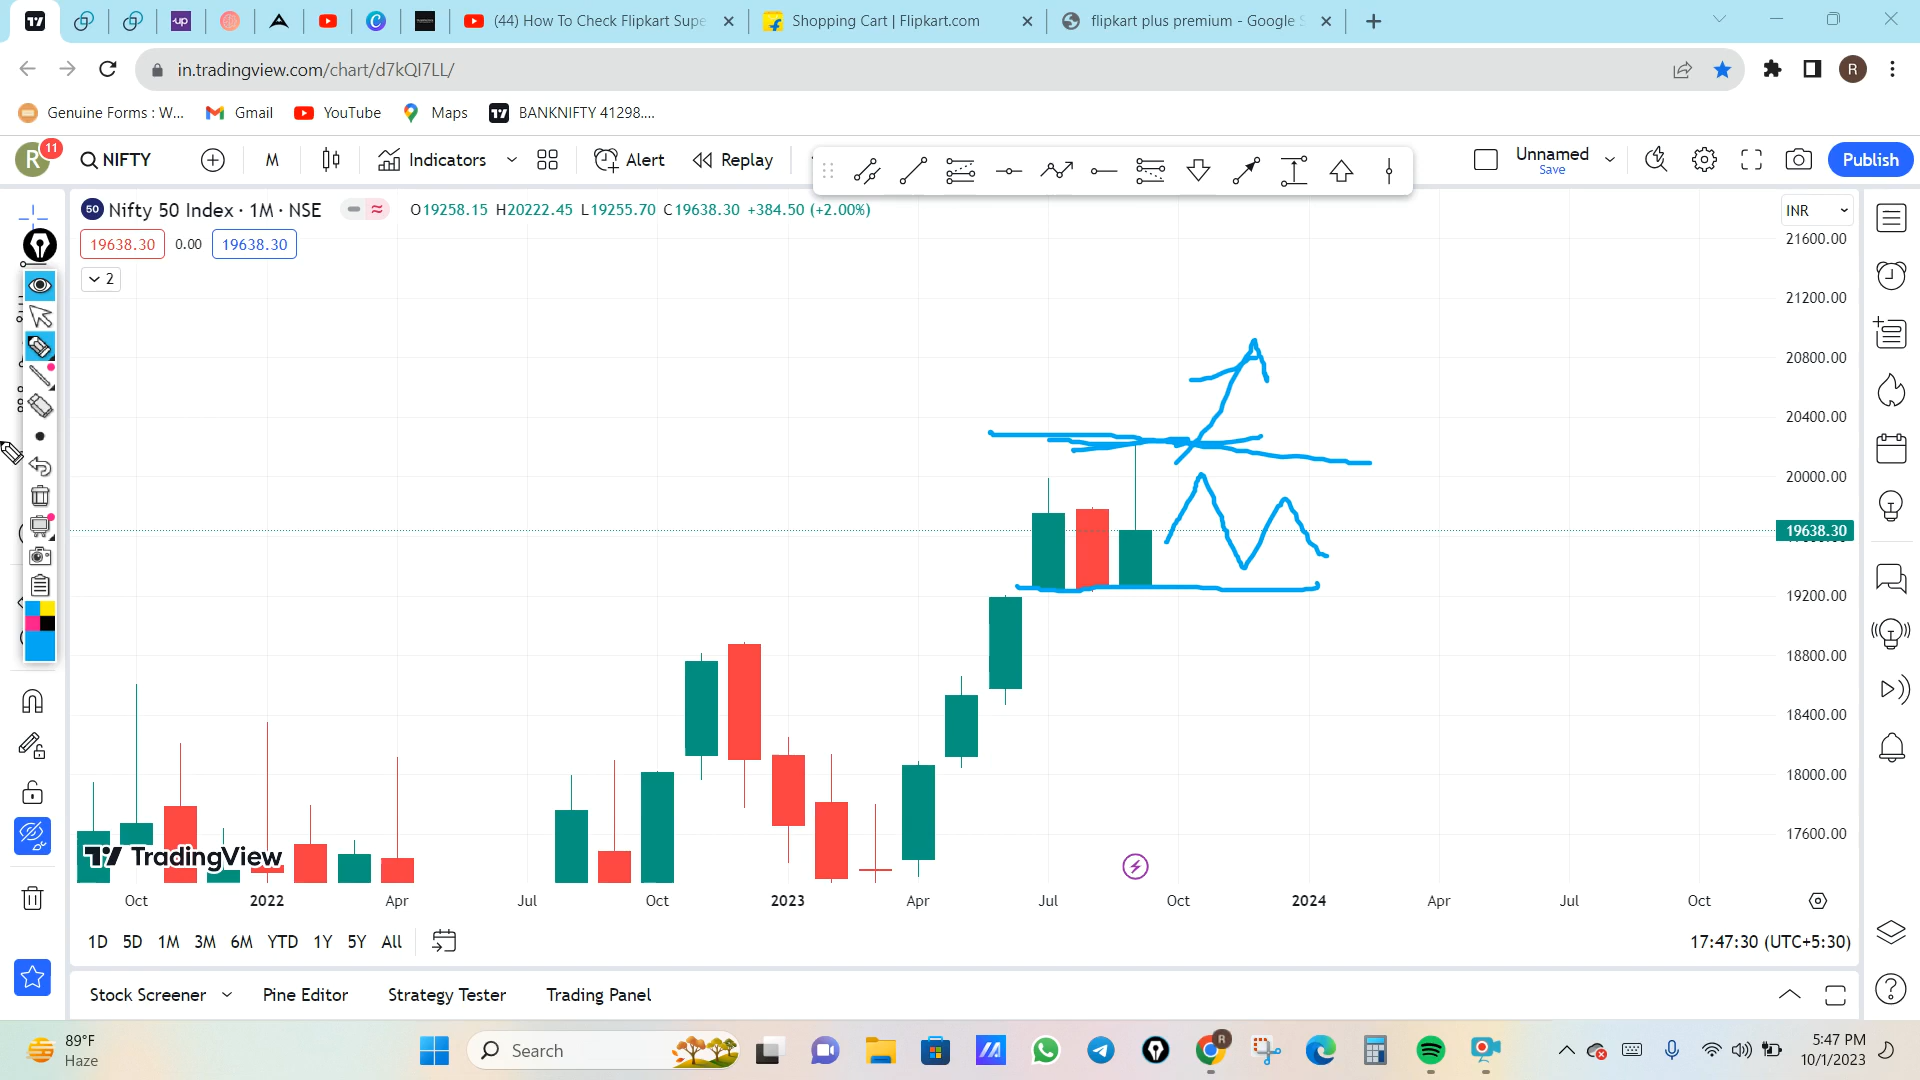 (44) How To Check Flipkart Supe
Shopping Cart | Flipkart.com
flipkart plus premium - Google S
in.tradingview.com/chart/d7kQI7LL/
R
Genuine Forms : W...
Gmail
YouTube
Maps
BANKNIFTY 41298....
R
11
NIFTY
M
Indicators
Alert
Replay
Unnamed
Save
Publish
50
Nifty 50 Index · 1M · NSE
O19258.15 H20222.45 L19255.70 C19638.30 +384.50 (+2.00%)
INR
19638.30
0.00
19638.30
2
21600.00
21200.00
20800.00
20400.00
20000.00
19638.30
19200.00
18800.00
18400.00
18000.00
17600.00
TradingView
Oct
2022
Apr
Jul
Oct
2023
Apr
Jul
Oct
2024
Apr
Jul
Oct
1D 5D 1M 3M 6M YTD 1Y 5Y All
17:47:30 (UTC+5:30)
Stock Screener
Pine Editor
Strategy Tester
Trading Panel
89°F
Haze
Search
R
5:47 PM
10/1/2023